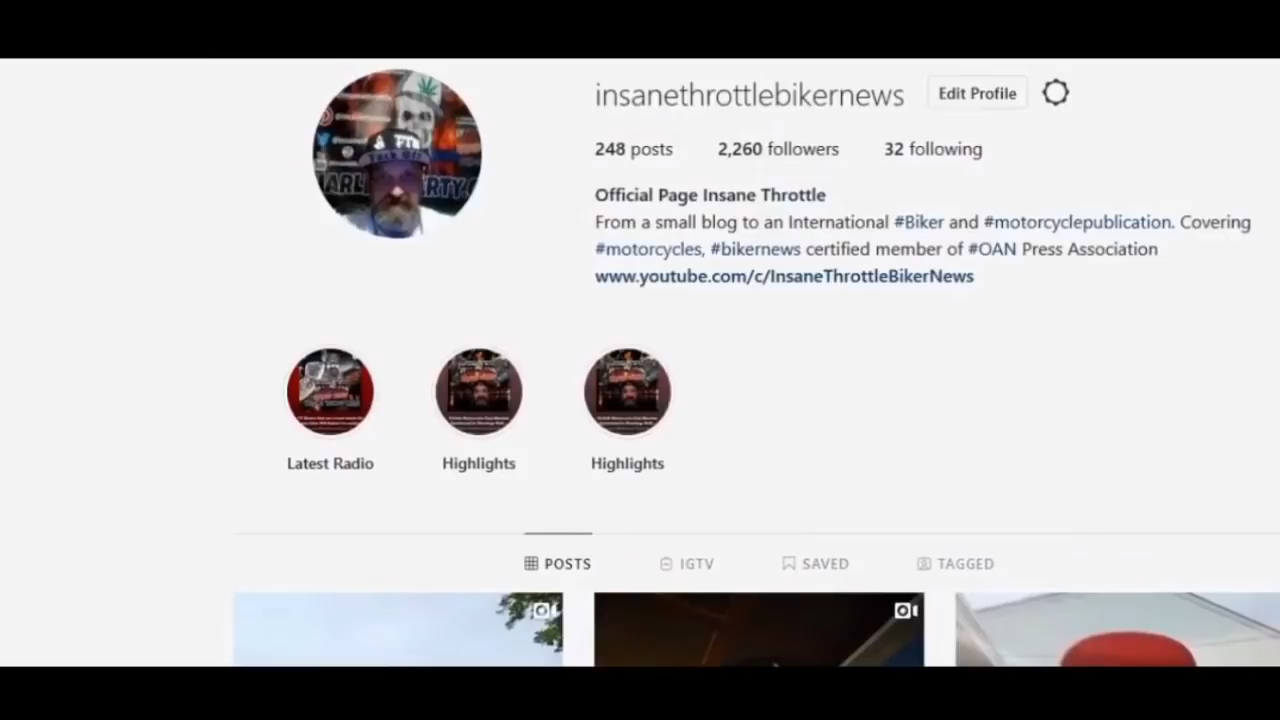 insanethrottlebikernews Edit Profile
248 posts 2,260 followers 32 following
Official Page Insane Throttle
From a small blog to an International #Biker and #motorcyclepublication. Covering
#motorcycles, #bikernews certified member of #OAN Press Association
www.youtube.com/c/InsaneThrottleBikerNews
Latest Radio Highlights Highlights
POSTS IGTV SAVED TAGGED